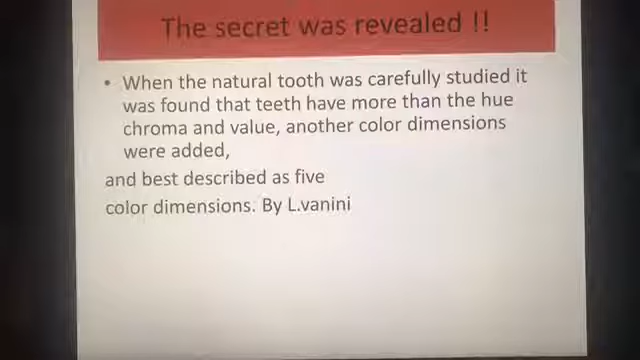 The secret was revealed !!
• When the natural tooth was carefully studied it
was found that teeth have more than the hue
chroma and value, another color dimensions
were added,
and best described as five
color dimensions. By L.vanini